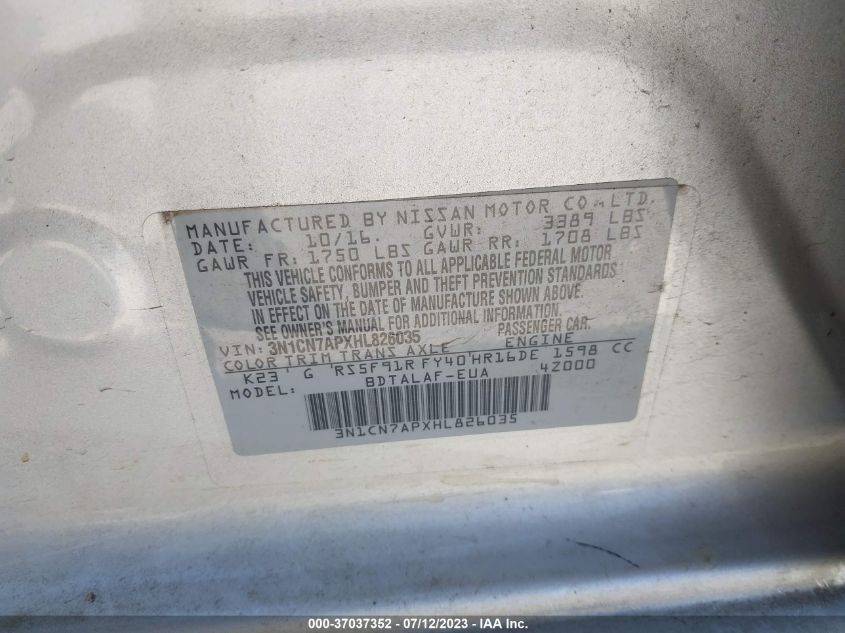 MANUFACTURED BY NISSAN MOTOR CO., LTD.
DATE: 10/16. GVWR: 3389 LBS
GAWR FR: 1750 LBS GAWR RR: 1708 LBS
THIS VEHICLE CONFORMS TO ALL APPLICABLE FEDERAL MOTOR
VEHICLE SAFETY, BUMPER AND THEFT PREVENTION STANDARDS
IN EFFECT ON THE DATE OF MANUFACTURE SHOWN ABOVE.
SEE OWNER'S MANUAL FOR ADDITIONAL INFORMATION.
VIN: 3N1CN7APXHL826035 PASSENGER CAR.
COLOR TRIM TRANS AXLE ENGINE
K23 G RS5F91R FY40 HR16DE 1598 CC
MODEL: BDTALAF-EUA 4Z000
3N1CN7APXHL826035
000-37037352 - 07/12/2023 - IAA Inc.